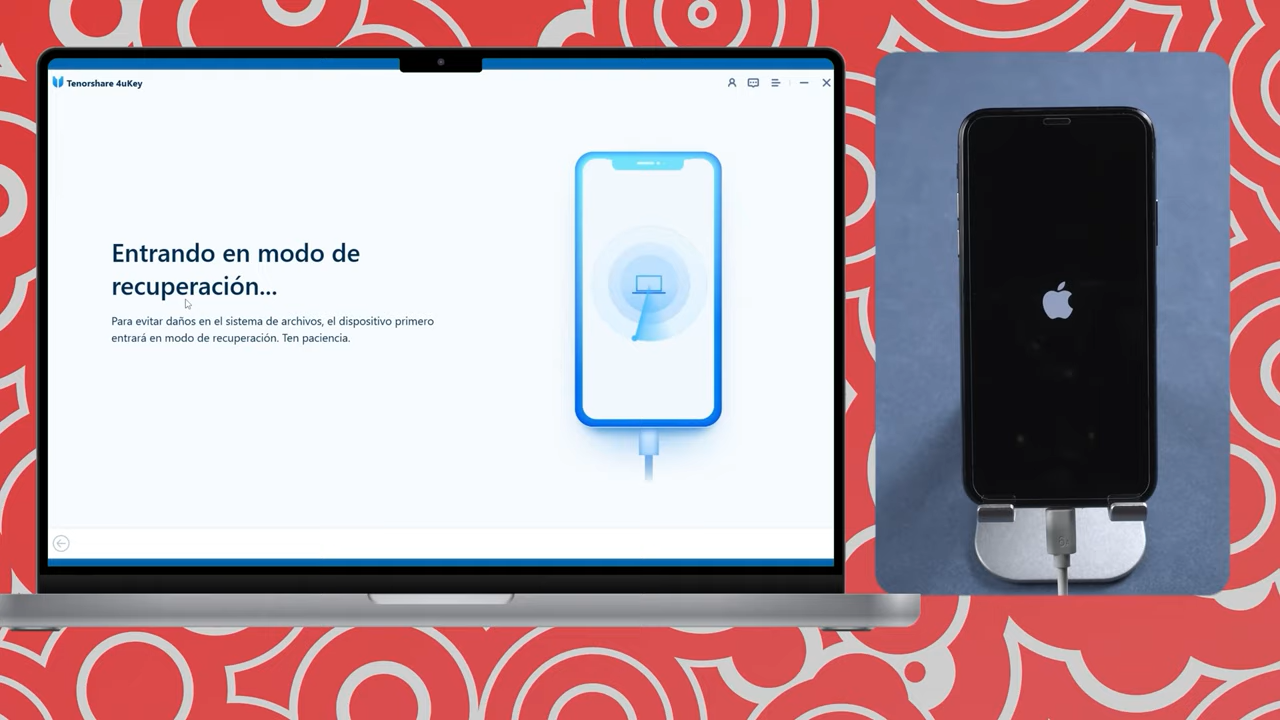 Tenorshare 4uKey
Entrando en modo de
recuperación...
Para evitar daños en el sistema de archivos, el dispositivo primero
entrará en modo de recuperación. Ten paciencia.